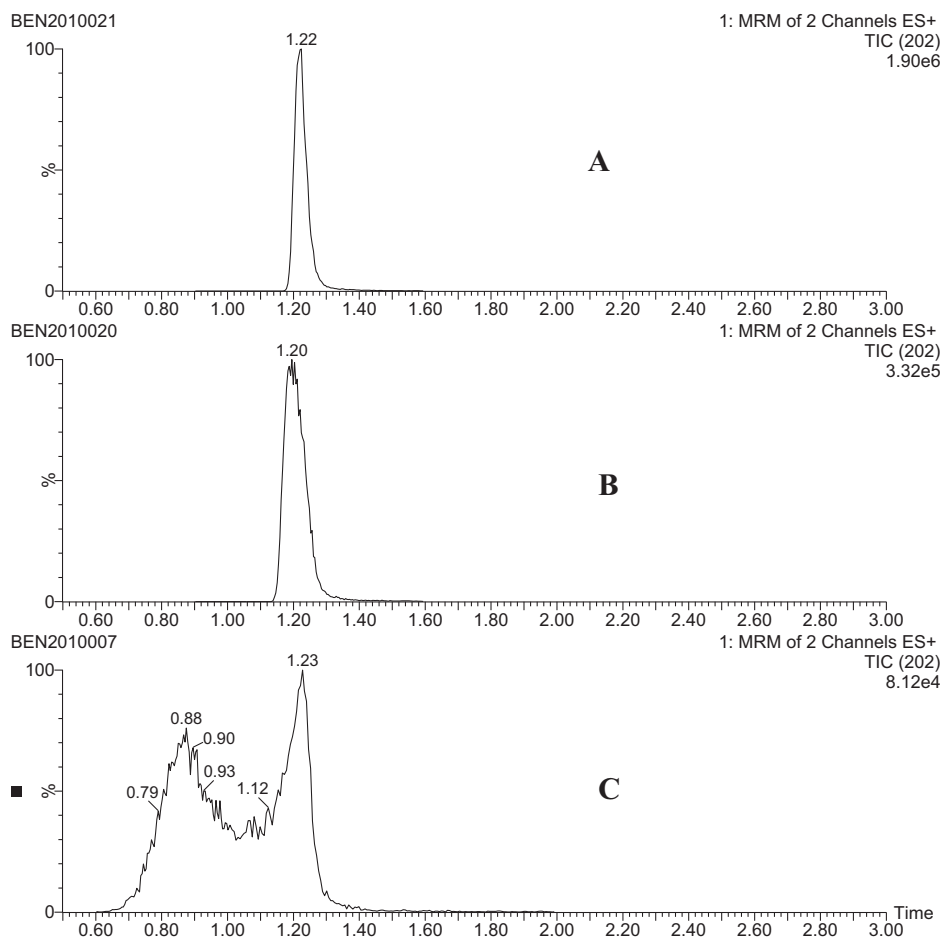 BEN2010021
1: MRM of 2 Channels ES+
TIC (202)
1.90e6
1.22
100
%
A
0
0.60 0.80 1.00 1.20 1.40 1.60 1.80 2.00 2.20 2.40 2.60 2.80 3.00
BEN2010020
1: MRM of 2 Channels ES+
TIC (202)
3.32e5
1.20
100
%
B
0
0.60 0.80 1.00 1.20 1.40 1.60 1.80 2.00 2.20 2.40 2.60 2.80 3.00
BEN2010007
1: MRM of 2 Channels ES+
TIC (202)
8.12e4
1.23
100
0.88
0.90
0.93
0.79
1.12
%
C
0
Time
0.60 0.80 1.00 1.20 1.40 1.60 1.80 2.00 2.20 2.40 2.60 2.80 3.00